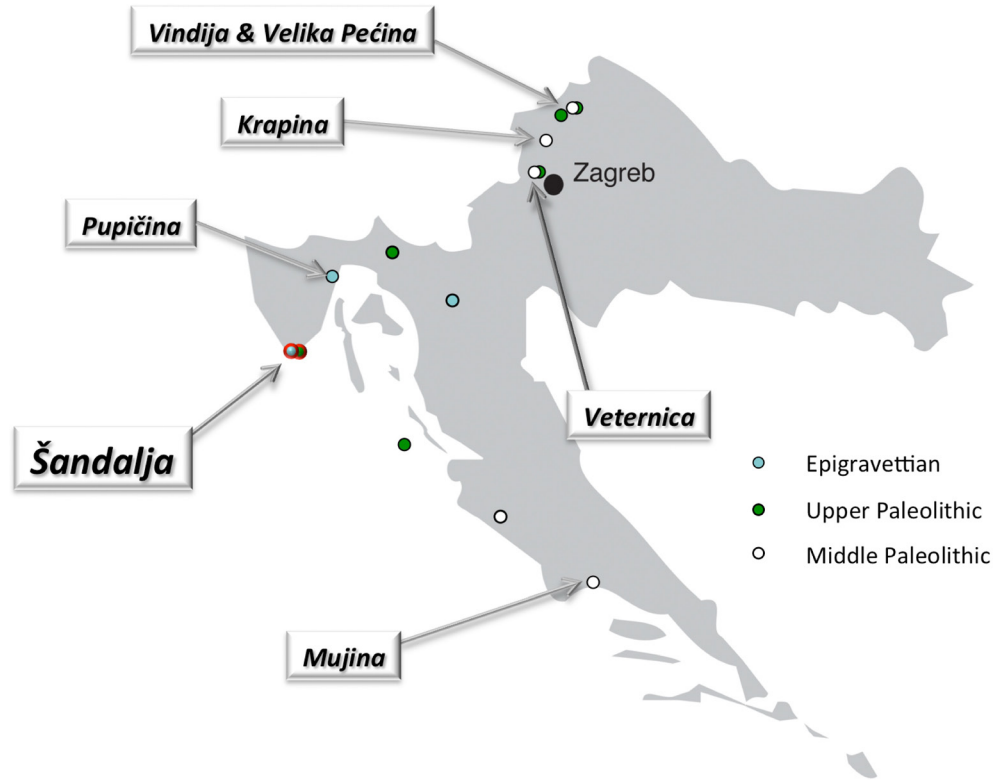 Vindija & Velika Pećina
Krapina
Zagreb
Pupičina
Veternica
Šandalja
Epigravettian
Upper Paleolithic
Middle Paleolithic
Mujina